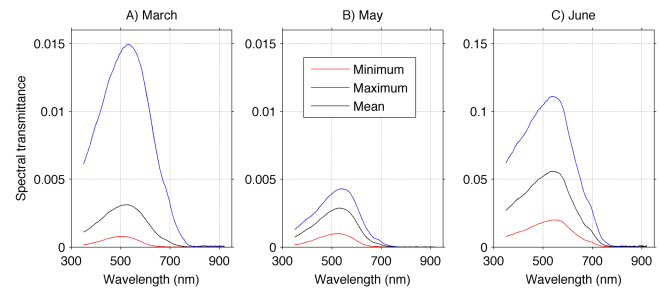 A) March
B) May
C) June
Spectral transmittance
0.015
0.01
0.005
0
300
500
700
900
Wavelength (nm)
0.015
0.01
0.005
0
300
500
700
900
Wavelength (nm)
Minimum
Maximum
Mean
0.15
0.1
0.05
0
300
500
700
900
Wavelength (nm)